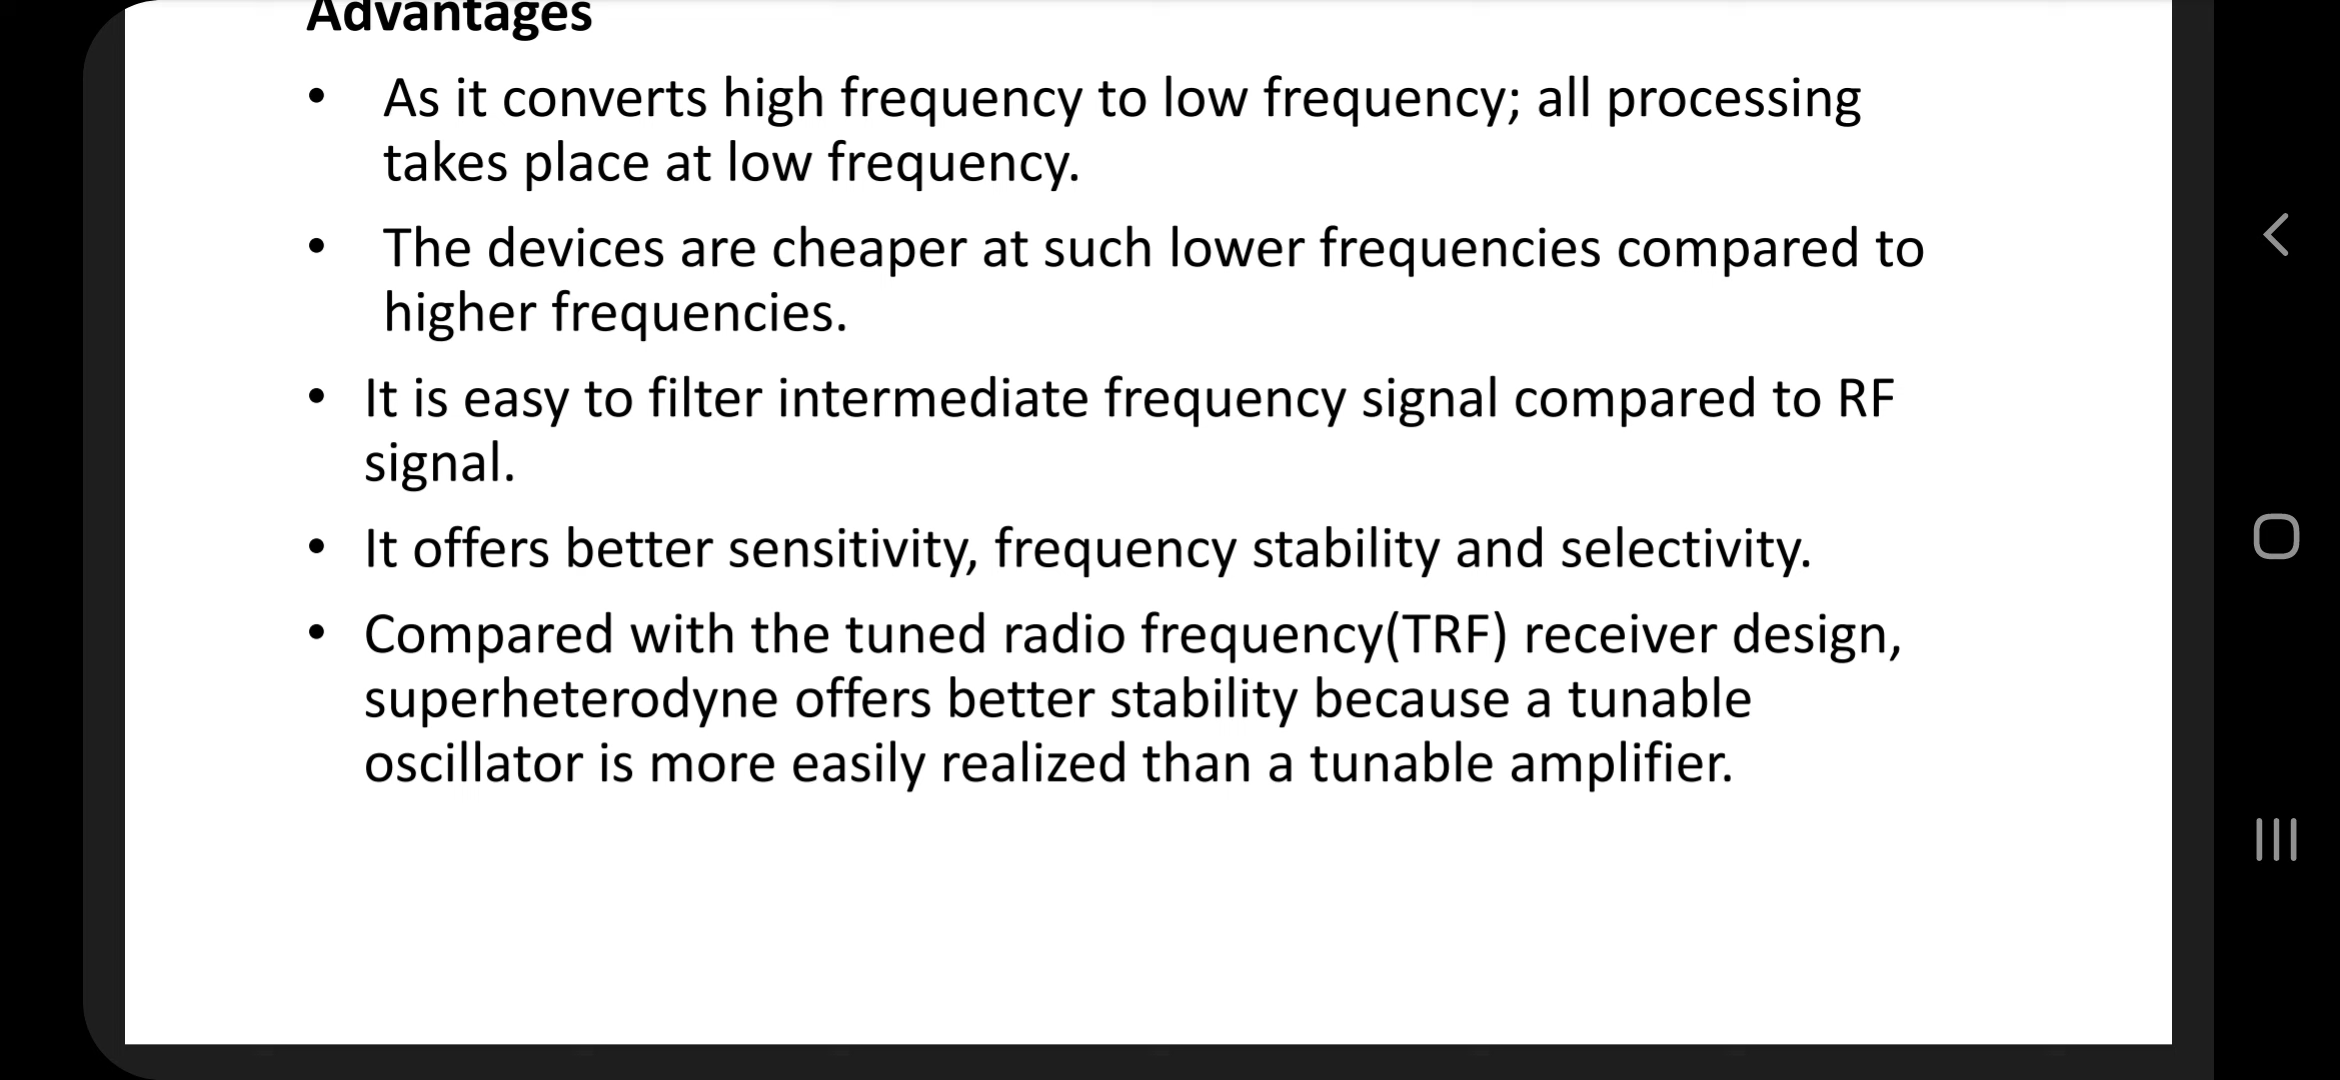 Advantages
• As it converts high frequency to low frequency; all processing
takes place at low frequency.
• The devices are cheaper at such lower frequencies compared to
higher frequencies.
• It is easy to filter intermediate frequency signal compared to RF
signal.
• It offers better sensitivity, frequency stability and selectivity.
• Compared with the tuned radio frequency(TRF) receiver design,
superheterodyne offers better stability because a tunable
oscillator is more easily realized than a tunable amplifier.